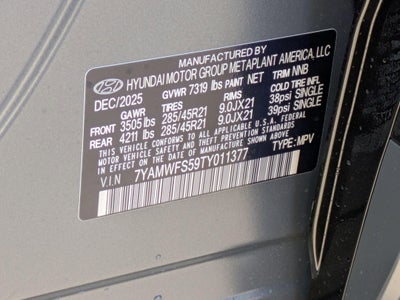 MANUFACTURED BY
HYUNDAI MOTOR GROUP METAPLANT AMERICA, LLC
DEC/2025 GVWR 7319 lbs PAINT NET TRIM NNB
GAWR TIRES RIMS COLD TIRE INFL.
FRONT 3505 lbs 285/45R21 9.0JX21 38psi SINGLE
REAR 4211 lbs 285/45R21 9.0JX21 39psi SINGLE
THIS VEHICLE CONFORMS TO ALL APPLICABLE
FEDERAL MOTOR VEHICLE SAFETY
STANDARDS IN EFFECT ON THE DATE OF
MANUFACTURE SHOWN ABOVE.
V.I.N 7YAMWFS59TY011377 TYPE:MPV